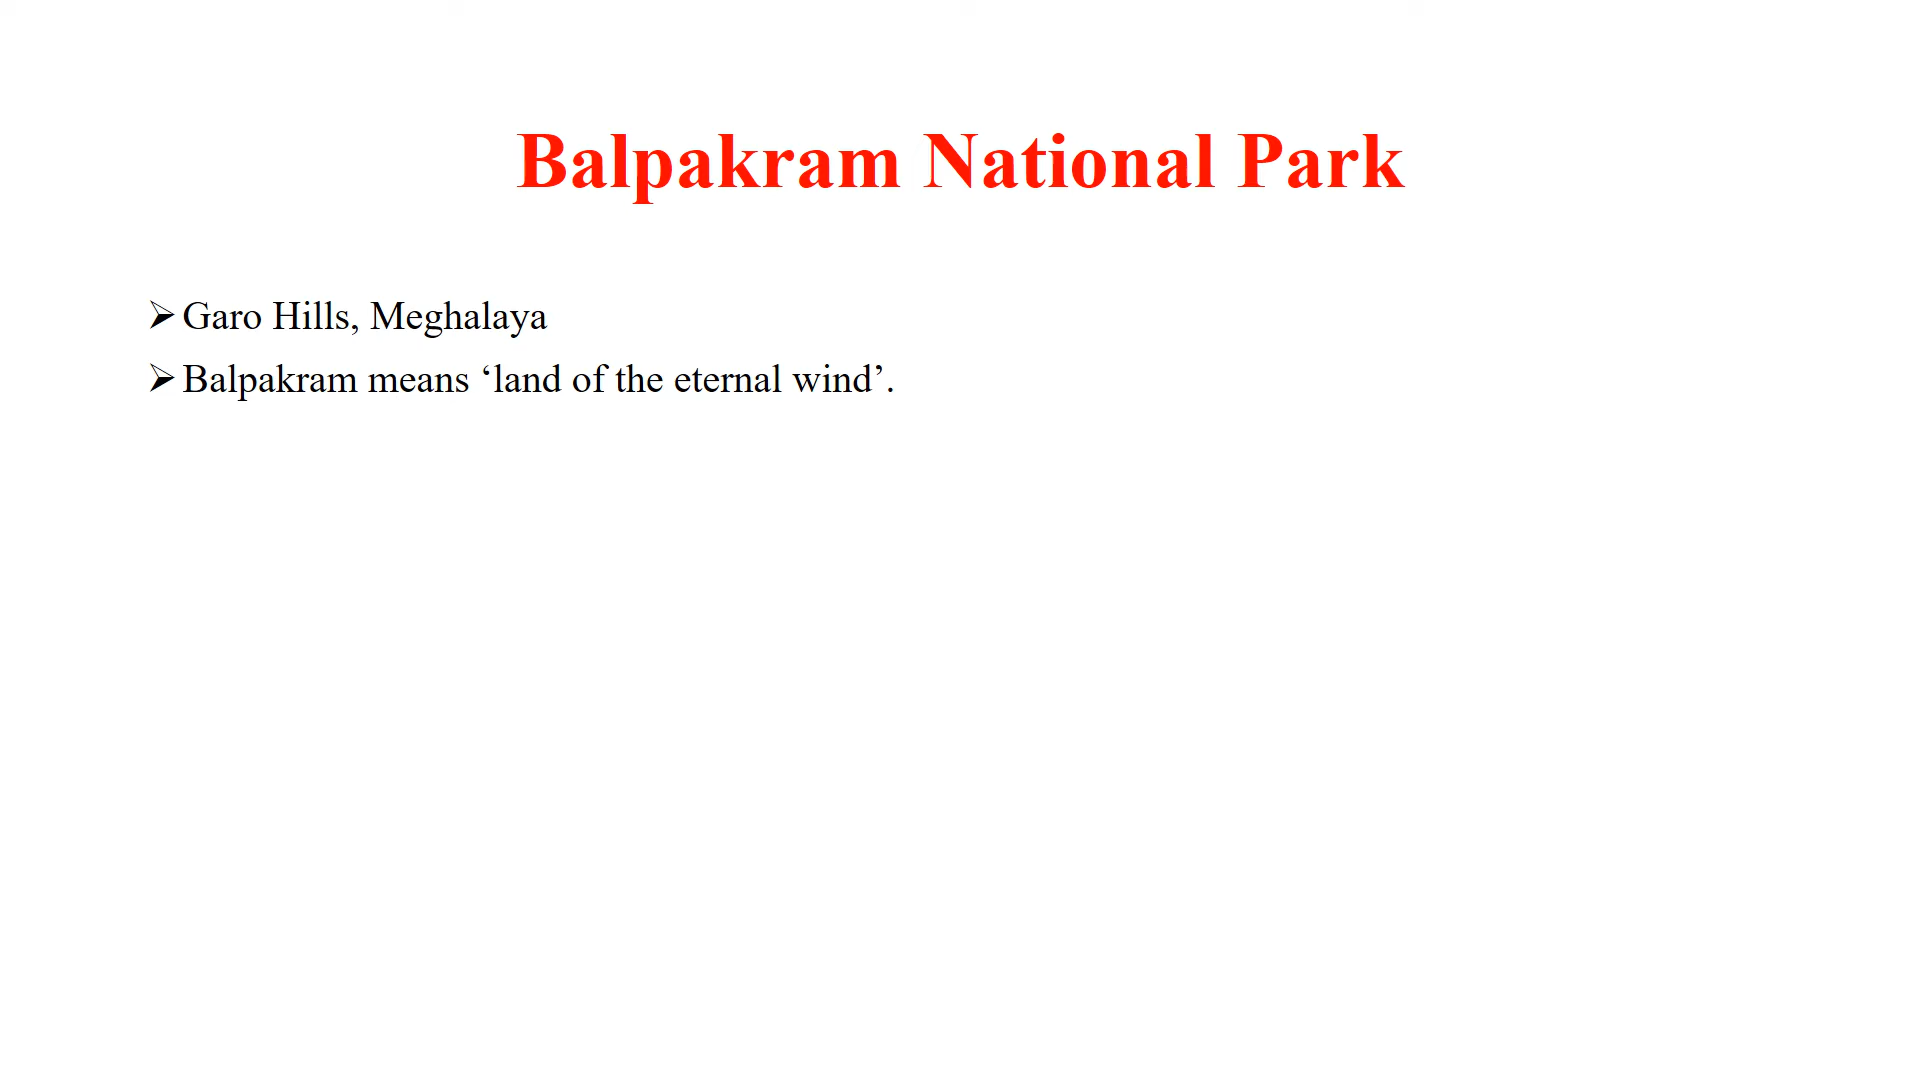 Balpakram National Park
➢Garo Hills, Meghalaya
➢Balpakram means ‘land of the eternal wind’.